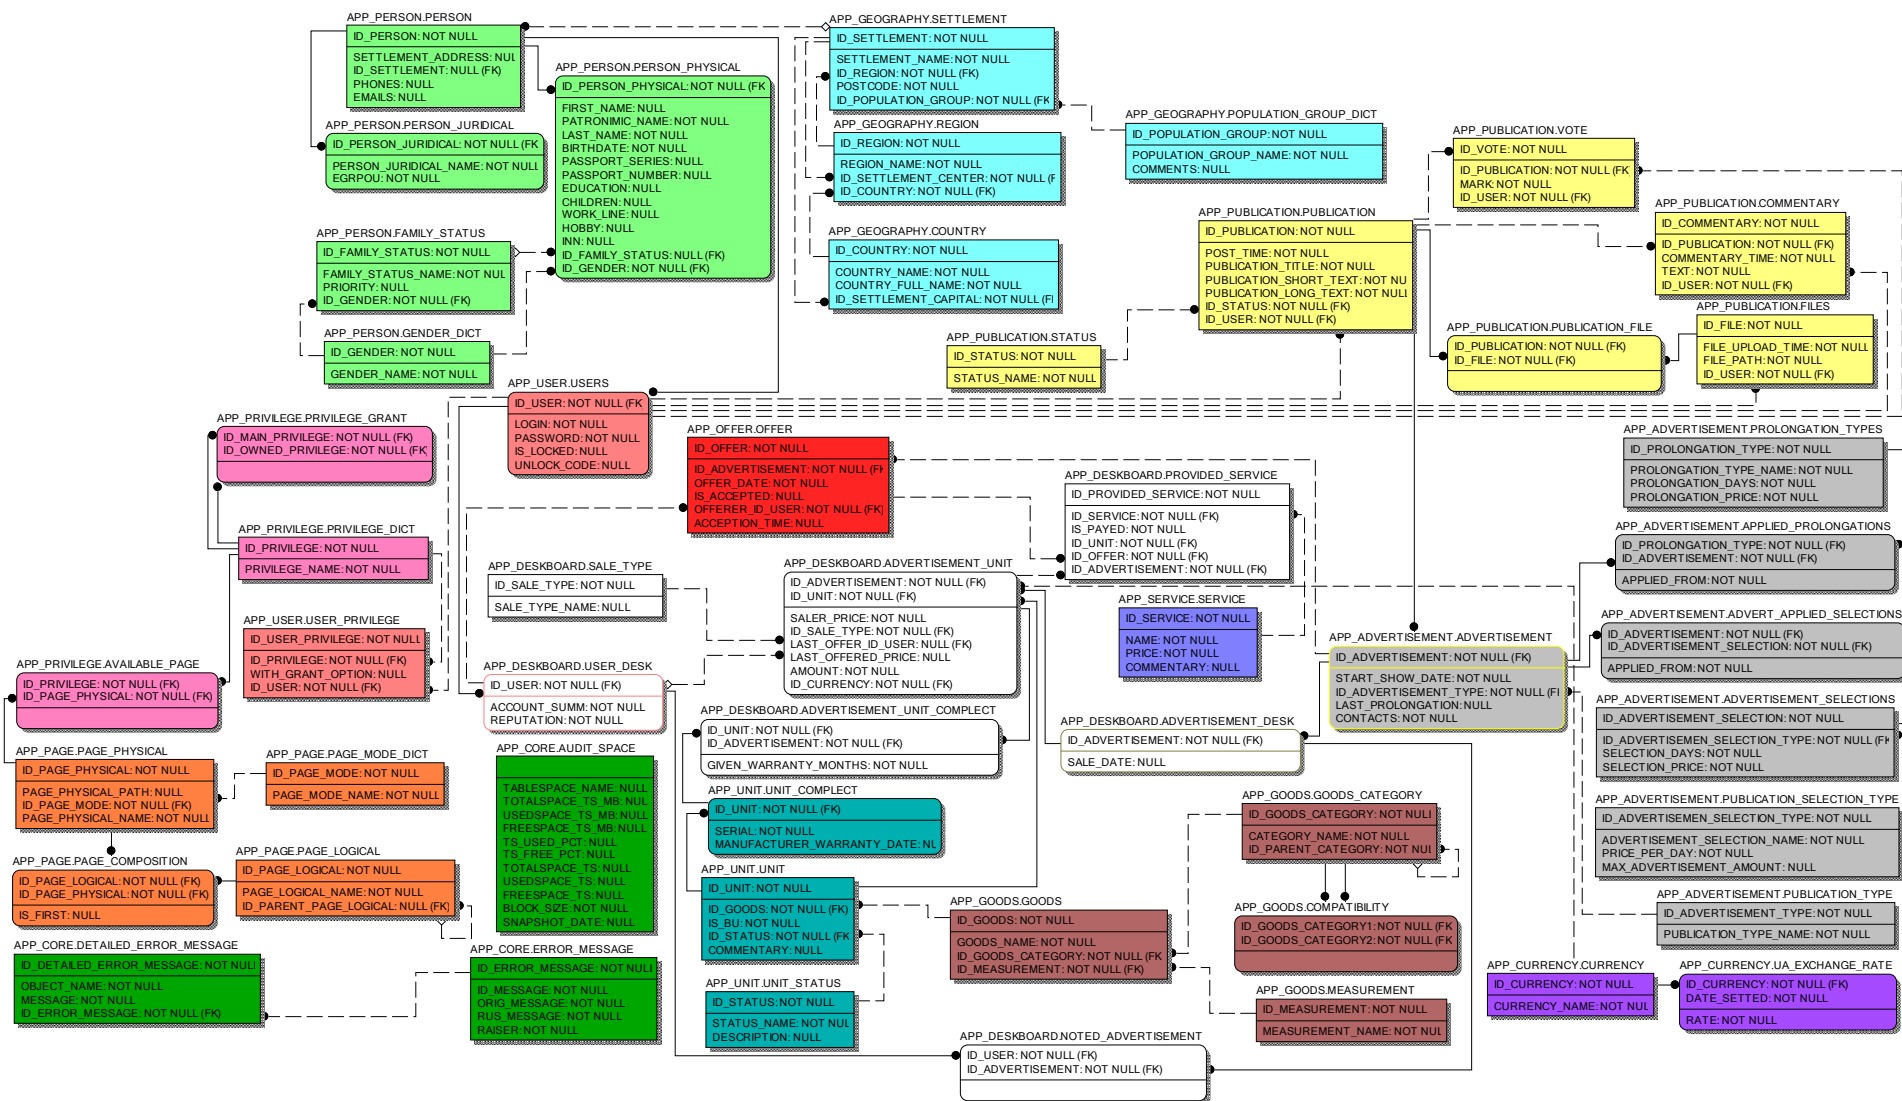 APP_PERSON.PERSON
ID_PERSON: NOT NULL
SETTLEMENT_ADDRESS: NUL
ID_SETTLEMENT: NULL (FK)
PHONES: NULL
EMAILS: NULL
APP_PERSON.PERSON_JURIDICAL
ID_PERSON_JURIDICAL: NOT NULL (FK
PERSON_JURIDICAL_NAME: NOT NULL
EGRPOU: NOT NULL
APP_PERSON.PERSON_PHYSICAL
ID_PERSON_PHYSICAL: NOT NULL (FK
FIRST_NAME: NULL
PATRONIMIC_NAME: NOT NULL
LAST_NAME: NOT NULL
BIRTHDATE: NOT NULL
PASSPORT_SERIES: NULL
PASSPORT_NUMBER: NULL
EDUCATION: NULL
CHILDREN: NULL
WORK_LINE: NULL
HOBBY: NULL
INN: NULL
ID_FAMILY_STATUS: NULL (FK)
ID_GENDER: NOT NULL (FK)
APP_PERSON.FAMILY_STATUS
ID_FAMILY_STATUS: NOT NULL
FAMILY_STATUS_NAME: NOT NUL
PRIORITY: NULL
ID_GENDER: NOT NULL (FK)
APP_PERSON.GENDER_DICT
ID_GENDER: NOT NULL
GENDER_NAME: NOT NULL
APP_GEOGRAPHY.SETTLEMENT
ID_SETTLEMENT: NOT NULL
SETTLEMENT_NAME: NOT NULL
ID_REGION: NOT NULL (FK)
POSTCODE: NOT NULL
ID_POPULATION_GROUP: NOT NULL (FK
APP_GEOGRAPHY.REGION
ID_REGION: NOT NULL
REGION_NAME: NOT NULL
ID_SETTLEMENT_CENTER: NOT NULL (F
ID_COUNTRY: NOT NULL (FK)
APP_GEOGRAPHY.COUNTRY
ID_COUNTRY: NOT NULL
COUNTRY_NAME: NOT NULL
COUNTRY_FULL_NAME: NOT NULL
ID_SETTLEMENT_CAPITAL: NOT NULL (FI
APP_GEOGRAPHY.POPULATION_GROUP_DICT
ID_POPULATION_GROUP: NOT NULL
POPULATION_GROUP_NAME: NOT NULL
COMMENTS: NULL
APP_PUBLICATION.VOTE
ID_VOTE: NOT NULL
ID_PUBLICATION: NOT NULL (FK
MARK: NOT NULL
ID_USER: NOT NULL (FK)
APP_PUBLICATION.COMMENTARY
ID_COMMENTARY: NOT NULL
ID_PUBLICATION: NOT NULL (FK)
COMMENTARY_TIME: NOT NULL
TEXT: NOT NULL
ID_USER: NOT NULL (FK)
APP_PUBLICATION.PUBLICATION
ID_PUBLICATION: NOT NULL
POST_TIME: NOT NULL
PUBLICATION_TITLE: NOT NULL
PUBLICATION_SHORT_TEXT: NOT NU
PUBLICATION_LONG_TEXT: NOT NULL
ID_STATUS: NOT NULL (FK)
ID_USER: NOT NULL (FK)
APP_PUBLICATION.STATUS
ID_STATUS: NOT NULL
STATUS_NAME: NOT NULL
APP_PUBLICATION.PUBLICATION_FILE
ID_PUBLICATION: NOT NULL (FK)
ID_FILE: NOT NULL (FK)
APP_PUBLICATION.FILES
ID_FILE: NOT NULL
FILE_UPLOAD_TIME: NOT NULL
FILE_PATH: NOT NULL
ID_USER: NOT NULL (FK)
APP_USER.USERS
ID_USER: NOT NULL (FK
LOGIN: NOT NULL
PASSWORD: NOT NULL
IS_LOCKED: NULL
UNLOCK_CODE: NULL
APP_PRIVILEGE.PRIVILEGE_GRANT
ID_MAIN_PRIVILEGE: NOT NULL (FK)
ID_OWNED_PRIVILEGE: NOT NULL (FK
APP_PRIVILEGE.PRIVILEGE_DICT
ID_PRIVILEGE: NOT NULL
PRIVILEGE_NAME: NOT NULL
APP_USER.USER_PRIVILEGE
ID_USER_PRIVILEGE: NOT NULL
ID_PRIVILEGE: NOT NULL (FK)
WITH_GRANT_OPTION: NULL
ID_USER: NOT NULL (FK)
APP_PRIVILEGE.AVAILABLE_PAGE
ID_PRIVILEGE: NOT NULL (FK)
ID_PAGE_PHYSICAL: NOT NULL (FK)
APP_PAGE.PAGE_PHYSICAL
ID_PAGE_PHYSICAL: NOT NULL
PAGE_PHYSICAL_PATH: NULL
ID_PAGE_MODE: NOT NULL (FK)
PAGE_PHYSICAL_NAME: NOT NULL
APP_PAGE.PAGE_MODE_DICT
ID_PAGE_MODE: NOT NULL
PAGE_MODE_NAME: NOT NULL
APP_PAGE.PAGE_COMPOSITION
ID_PAGE_LOGICAL: NOT NULL (FK)
ID_PAGE_PHYSICAL: NOT NULL (FK)
IS_FIRST: NULL
APP_PAGE.PAGE_LOGICAL
ID_PAGE_LOGICAL: NOT NULL
PAGE_LOGICAL_NAME: NOT NULL
ID_PARENT_PAGE_LOGICAL: NULL (FK)
APP_CORE.DETAILED_ERROR_MESSAGE
ID_DETAILED_ERROR_MESSAGE: NOT NULI
OBJECT_NAME: NOT NULL
MESSAGE: NOT NULL
ID_ERROR_MESSAGE: NOT NULL (FK)
APP_CORE.ERROR_MESSAGE
ID_ERROR_MESSAGE: NOT NULI
ID_MESSAGE: NOT NULL
ORIG_MESSAGE: NOT NULL
RUS_MESSAGE: NOT NULL
RAISER: NOT NULL
APP_CORE.AUDIT_SPACE
TABLESPACE_NAME: NULL
TOTALSPACE_TS_MB: NUL
USEDSPACE_TS_MB: NULL
FREESPACE_TS_MB: NULL
TS_USED_PCT: NULL
TS_FREE_PCT: NULL
TOTALSPACE_TS: NULL
USEDSPACE_TS: NULL
FREESPACE_TS: NULL
BLOCK_SIZE: NOT NULL
SNAPSHOT_DATE: NULL
APP_OFFER.OFFER
ID_OFFER: NOT NULL
ID_ADVERTISEMENT: NOT NULL (FK
OFFER_DATE: NOT NULL
IS_ACCEPTED: NULL
OFFERER_ID_USER: NOT NULL (FK)
ACCEPTION_TIME: NULL
APP_DESKBOARD.SALE_TYPE
ID_SALE_TYPE: NOT NULL
SALE_TYPE_NAME: NULL
APP_DESKBOARD.USER_DESK
ID_USER: NOT NULL (FK)
ACCOUNT_SUMM: NOT NULL
REPUTATION: NOT NULL
APP_DESKBOARD.ADVERTISEMENT_UNIT
ID_ADVERTISEMENT: NOT NULL (FK)
ID_UNIT: NOT NULL (FK)
SALER_PRICE: NOT NULL
ID_SALE_TYPE: NOT NULL (FK)
LAST_OFFER_ID_USER: NULL (FK)
LAST_OFFERED_PRICE: NULL
AMOUNT: NOT NULL
ID_CURRENCY: NOT NULL (FK)
APP_DESKBOARD.PROVIDED_SERVICE
ID_PROVIDED_SERVICE: NOT NULL
ID_SERVICE: NOT NULL (FK)
IS_PAYED: NOT NULL
ID_UNIT: NOT NULL (FK)
ID_OFFER: NOT NULL (FK)
ID_ADVERTISEMENT: NOT NULL (FK)
APP_SERVICE.SERVICE
ID_SERVICE: NOT NULL
NAME: NOT NULL
PRICE: NOT NULL
COMMENTARY: NULL
APP_DESKBOARD.ADVERTISEMENT_UNIT_COMPLECT
ID_UNIT: NOT NULL (FK)
ID_ADVERTISEMENT: NOT NULL (FK)
GIVEN_WARRANTY_MONTHS: NOT NULL
APP_DESKBOARD.ADVERTISEMENT_DESK
ID_ADVERTISEMENT: NOT NULL (FK)
SALE_DATE: NULL
APP_UNIT.UNIT_COMPLECT
ID_UNIT: NOT NULL (FK)
SERIAL: NOT NULL
MANUFACTURER_WARRANTY_DATE: NL
APP_UNIT.UNIT
ID_UNIT: NOT NULL
ID_GOODS: NOT NULL (FK)
IS_BU: NOT NULL
ID_STATUS: NOT NULL (FK
COMMENTARY: NULL
APP_UNIT.UNIT_STATUS
ID_STATUS: NOT NULL
STATUS_NAME: NOT NUL
DESCRIPTION: NULL
APP_GOODS.GOODS
ID_GOODS: NOT NULL
GOODS_NAME: NOT NULL
ID_GOODS_CATEGORY: NOT NULL (FK
ID_MEASUREMENT: NOT NULL (FK)
APP_GOODS.GOODS_CATEGORY
ID_GOODS_CATEGORY: NOT NULI
CATEGORY_NAME: NOT NULL
ID_PARENT_CATEGORY: NOT NUI
APP_GOODS.COMPATIBILITY
ID_GOODS_CATEGORY1: NOT NULL (FK
ID_GOODS_CATEGORY2: NOT NULL (FK
APP_GOODS.MEASUREMENT
ID_MEASUREMENT: NOT NULL
MEASUREMENT_NAME: NOT NUL
APP_DESKBOARD.NOTED_ADVERTISEMENT
ID_USER: NOT NULL (FK)
ID_ADVERTISEMENT: NOT NULL (FK)
APP_ADVERTISEMENT.ADVERTISEMENT
ID_ADVERTISEMENT: NOT NULL (FK)
START_SHOW_DATE: NOT NULL
ID_ADVERTISEMENT_TYPE: NOT NULL (FI
LAST_PROLONGATION: NULL
CONTACTS: NOT NULL
APP_ADVERTISEMENT.PROLONGATION_TYPES
ID_PROLONGATION_TYPE: NOT NULL
PROLONGATION_TYPE_NAME: NOT NULL
PROLONGATION_DAYS: NOT NULL
PROLONGATION_PRICE: NOT NULL
APP_ADVERTISEMENT.APPLIED_PROLONGATIONS
ID_PROLONGATION_TYPE: NOT NULL (FK)
ID_ADVERTISEMENT: NOT NULL (FK)
APPLIED_FROM: NOT NULL
APP_ADVERTISEMENT.ADVERT_APPLIED_SELECTIONS
ID_ADVERTISEMENT: NOT NULL (FK)
ID_ADVERTISEMENT_SELECTION: NOT NULL (FK)
APPLIED_FROM: NOT NULL
APP_ADVERTISEMENT.ADVERTISEMENT_SELECTIONS
ID_ADVERTISEMENT_SELECTION: NOT NULL
ID_ADVERTISEMEN_SELECTION_TYPE: NOT NULL (FK
SELECTION_DAYS: NOT NULL
SELECTION_PRICE: NOT NULL
APP_ADVERTISEMENT.PUBLICATION_SELECTION_TYPE
ID_ADVERTISEMEN_SELECTION_TYPE: NOT NULL
ADVERTISEMENT_SELECTION_NAME: NOT NULL
PRICE_PER_DAY: NOT NULL
MAX_ADVERTISEMENT_AMOUNT: NULL
APP_ADVERTISEMENT.PUBLICATION_TYPE
ID_ADVERTISEMENT_TYPE: NOT NULL
PUBLICATION_TYPE_NAME: NOT NULL
APP_CURRENCY.CURRENCY
ID_CURRENCY: NOT NULL
CURRENCY_NAME: NOT NUL
APP_CURRENCY.UA_EXCHANGE_RATE
ID_CURRENCY: NOT NULL (FK)
DATE_SETTED: NOT NULL
RATE: NOT NULL